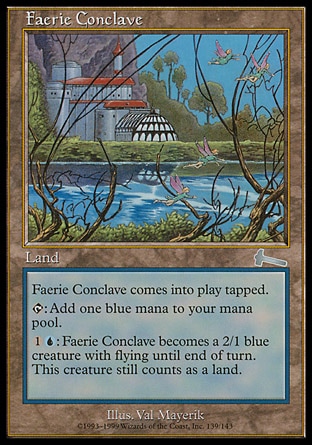 Faerie Conclave
Land
Faerie Conclave comes into play tapped.
: Add one blue mana to your mana
pool.
1 : Faerie Conclave becomes a 2/1 blue
creature with flying until end of turn.
This creature still counts as a land.
Illus. Val Mayerik
©1993-1999 Wizards of the Coast, Inc. 139/143